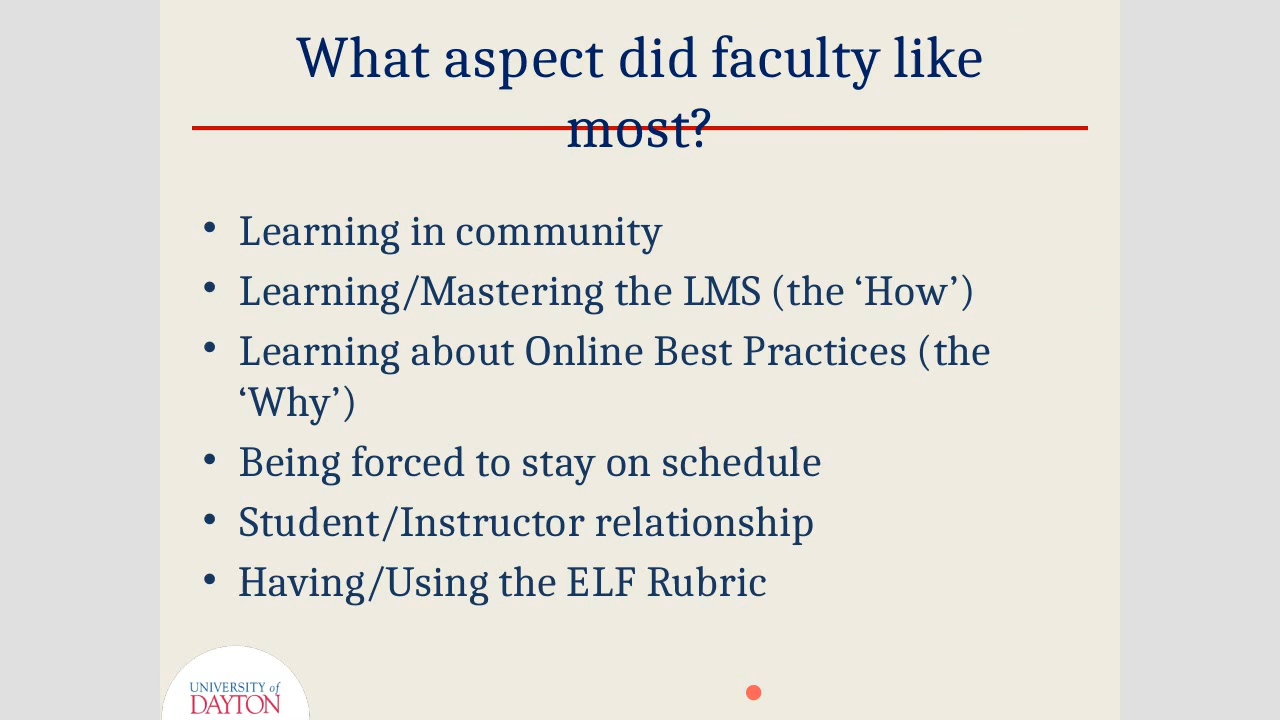 What aspect did faculty like
most?
• Learning in community
• Learning/Mastering the LMS (the ‘How’)
• Learning about Online Best Practices (the
‘Why’)
• Being forced to stay on schedule
• Student/Instructor relationship
• Having/Using the ELF Rubric
UNIVERSITY of
DAYTON